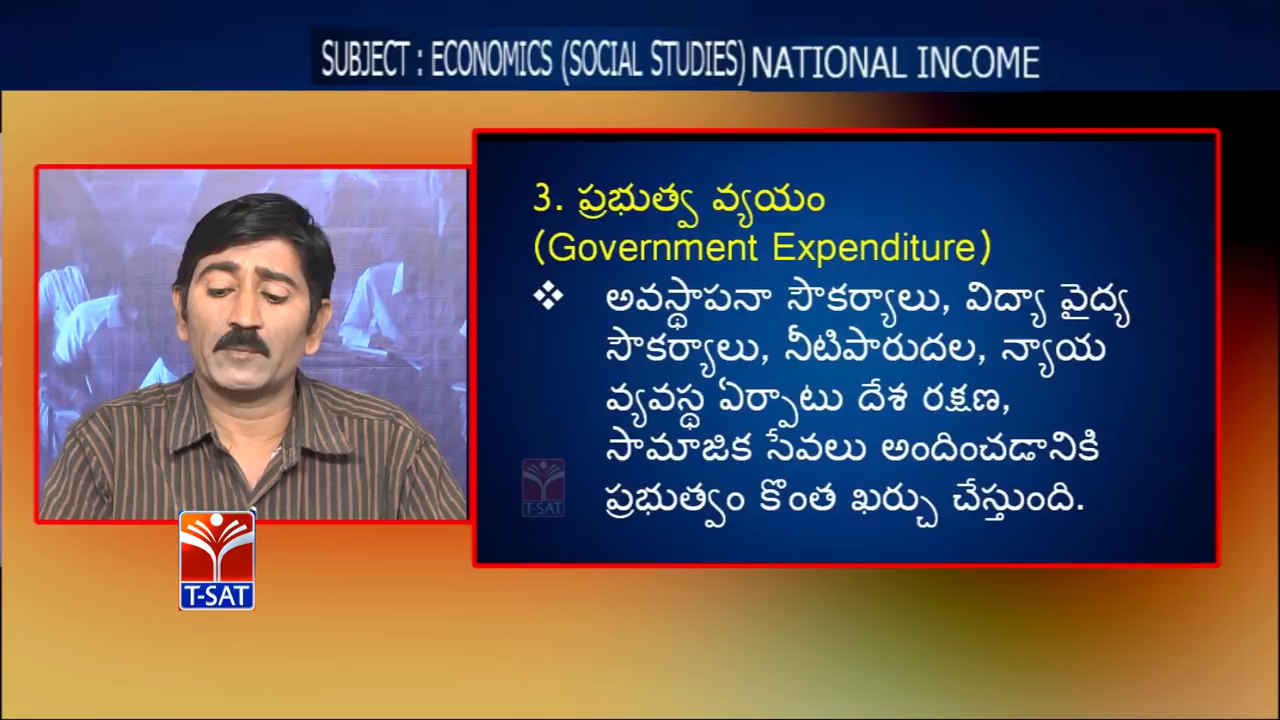 SUBJECT : ECONOMICS (SOCIAL STUDIES) NATIONAL INCOME
3. ప్రభుత్వ వ్యయం
(Government Expenditure)
❖ అవస్థాపనా సౌకర్యాలు, విద్యా వైద్య
సౌకర్యాలు, నీటిపారుదల, న్యాయ
వ్యవస్థ ఏర్పాటు దేశ రక్షణ,
సామాజిక సేవలు అందించడానికి
ప్రభుత్వం కొంత ఖర్చు చేస్తుంది.
T-SAT
T-SAT